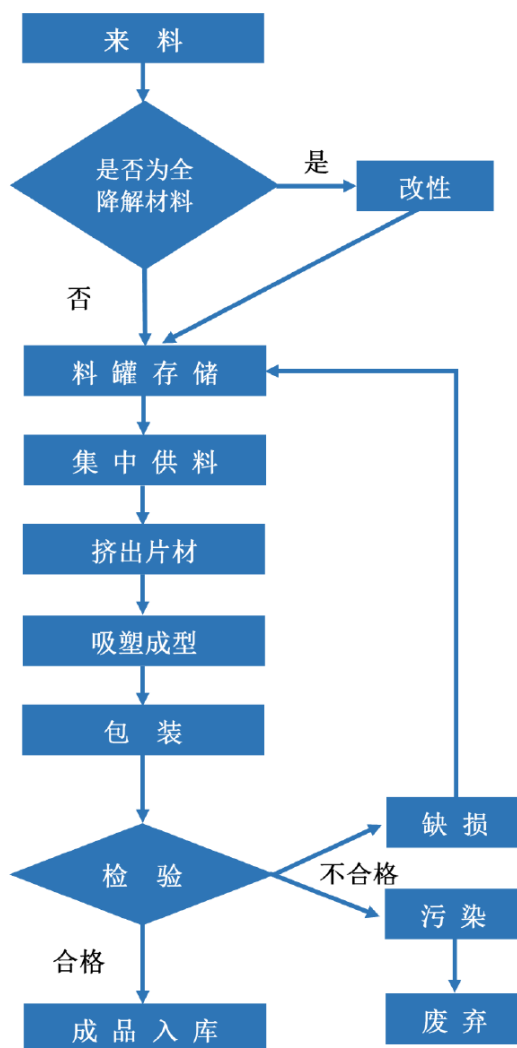 来 料
是否为全
降解材料
是
改性
否
料 罐 存 储
集 中 供 料
挤出片材
吸塑成型
包 装
检 验
不合格
缺 损
污 染
合格
成 品 入 库
废 弃